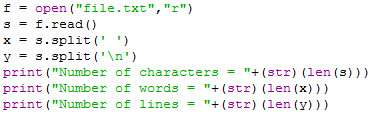 f = open("file.txt","r")
s = f.read()
x = s.split(' ')
y = s.split('\n')
print("Number of characters = "+(str)(len(s)))
print("Number of words = "+(str)(len(x)))
print("Number of lines = "+(str)(len(y)))